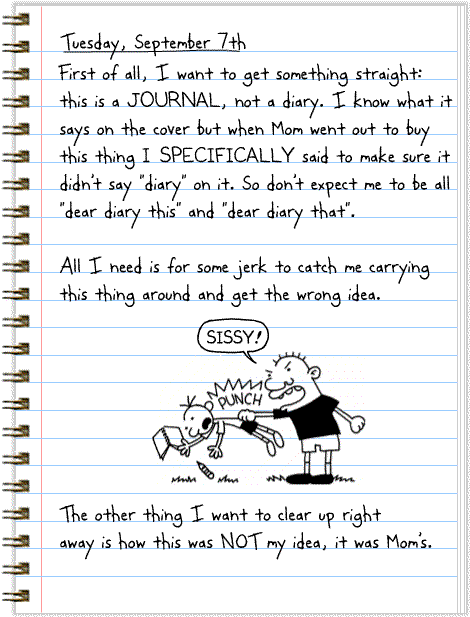 Tuesday, September 7th
First of all, I want to get something straight:
this is a JOURNAL, not a diary. I know what it
says on the cover but when Mom went out to buy
this thing I SPECIFICALLY said to make sure it
didn't say "diary" on it. So don't expect me to be all
"dear diary this" and "dear diary that".
All I need is for some jerk to catch me carrying
this thing around and get the wrong idea.
SISSY!
PUNCH
The other thing I want to clear up right
away is how this was NOT my idea, it was Mom's.